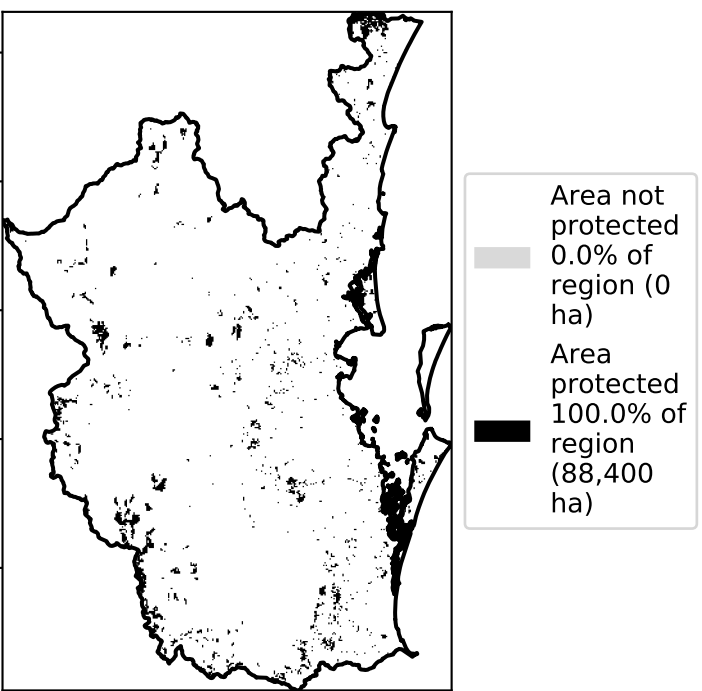 Area not
protected
0.0% of
region (0
ha)
Area
protected
100.0% of
region
(88,400
ha)